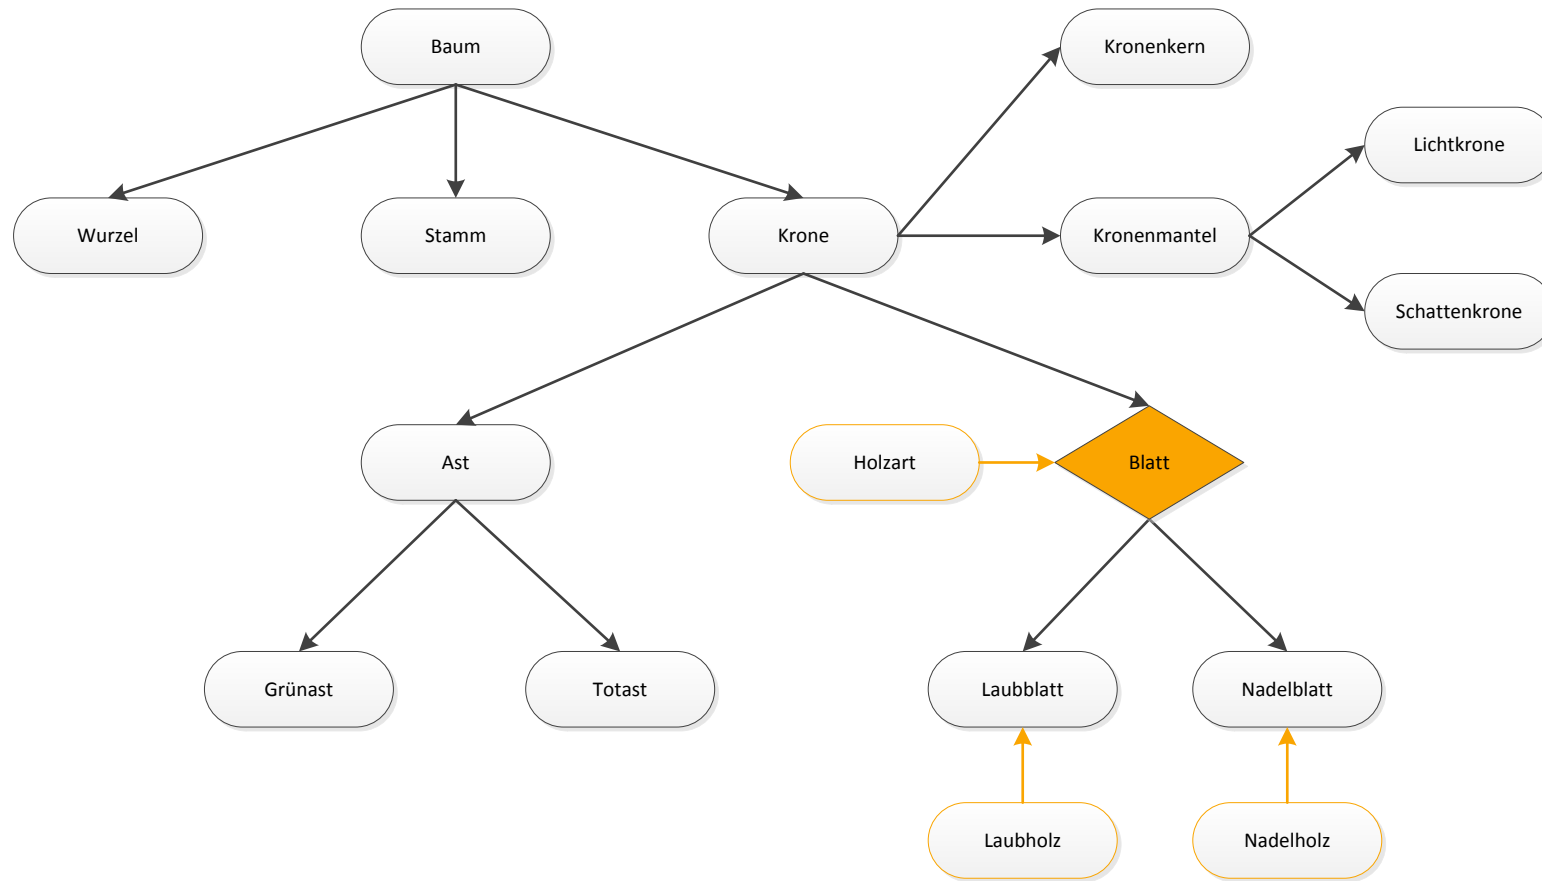 Baum
Kronenkern
Lichtkrone
Wurzel
Stamm
Krone
Kronenmantel
Schattenkrone
Ast
Holzart
Blatt
Grünast
Totast
Laubblatt
Nadelblatt
Laubholz
Nadelholz